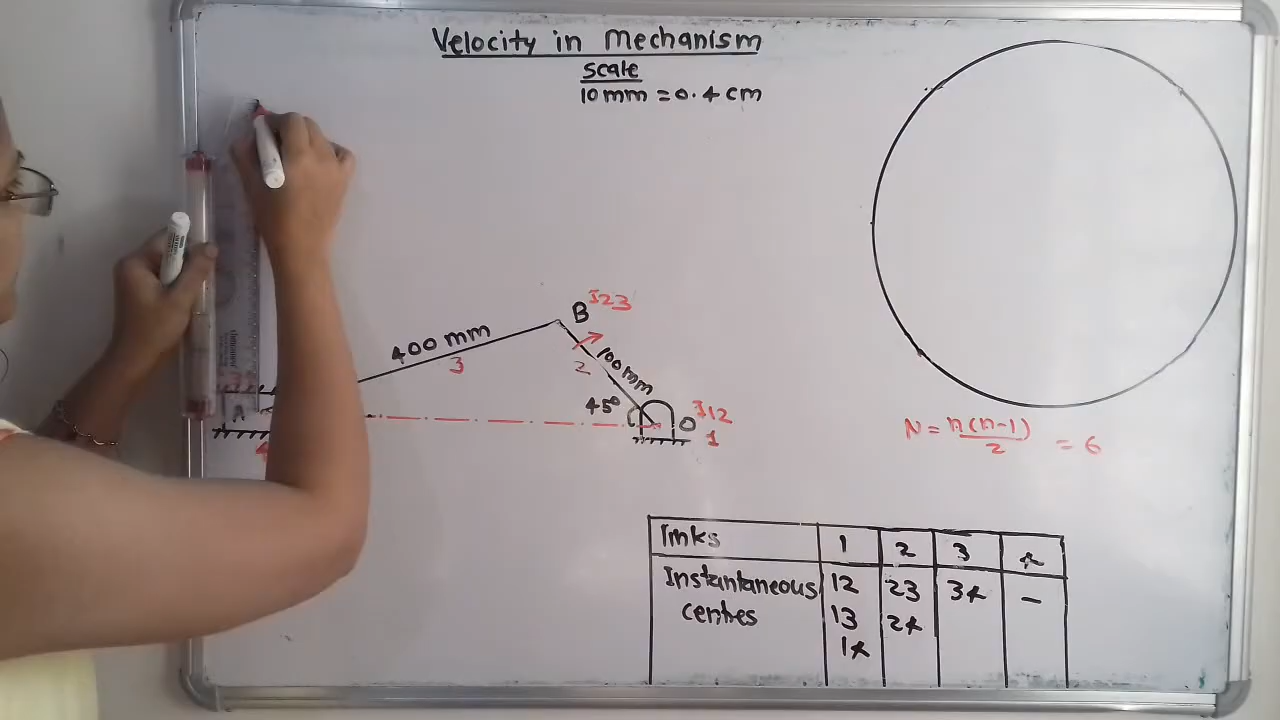 Velocity in Mechanism
Scale
10 mm = 0.4 cm
B I23
400 mm
3
2
100 mm
45°
A
O I12
1
4
N = n(n-1)/2 = 6
links 1 2 3 4
Instantaneous 12 23 34 -
centres 13 24
14